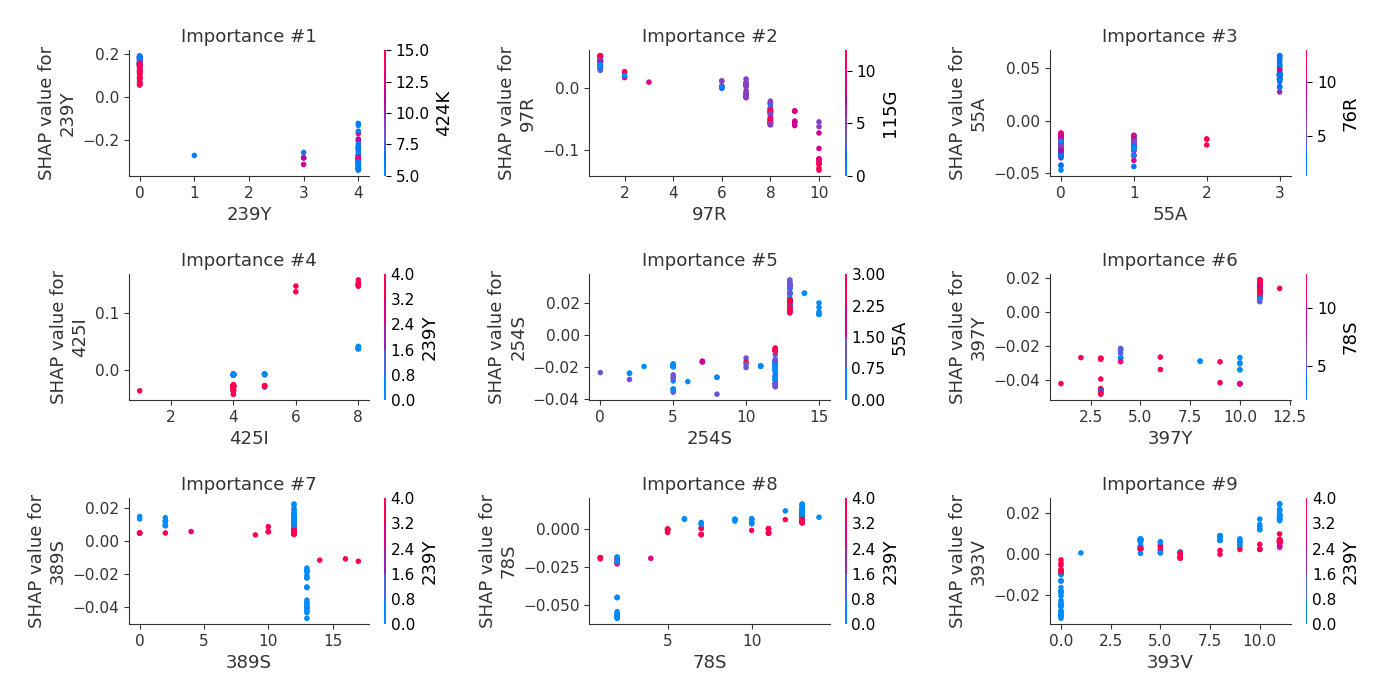 Importance #1
SHAP value for
239Y
0.2
0.0
−0.2
0
1
2
3
4
239Y
15.0
12.5
10.0
7.5
5.0
424K
Importance #2
SHAP value for
97R
0.0
−0.1
2
4
6
8
10
97R
10
5
0
115G
Importance #3
SHAP value for
55A
0.05
0.00
−0.05
0
1
2
3
55A
10
5
76R
Importance #4
SHAP value for
425I
0.1
0.0
2
4
6
8
425I
4.0
3.2
2.4
1.6
0.8
0.0
239Y
Importance #5
SHAP value for
254S
0.02
0.00
−0.02
−0.04
0
5
10
15
254S
3.00
2.25
1.50
0.75
0.00
55A
Importance #6
SHAP value for
397Y
0.02
0.00
−0.02
−0.04
2.5
5.0
7.5
10.0
12.5
397Y
10
5
78S
Importance #7
SHAP value for
389S
0.02
0.00
−0.02
−0.04
0
5
10
15
389S
4.0
3.2
2.4
1.6
0.8
0.0
239Y
Importance #8
SHAP value for
78S
0.000
−0.025
−0.050
5
10
78S
4.0
3.2
2.4
1.6
0.8
0.0
239Y
Importance #9
SHAP value for
393V
0.02
0.00
−0.02
0.0
2.5
5.0
7.5
10.0
393V
4.0
3.2
2.4
1.6
0.8
0.0
239Y